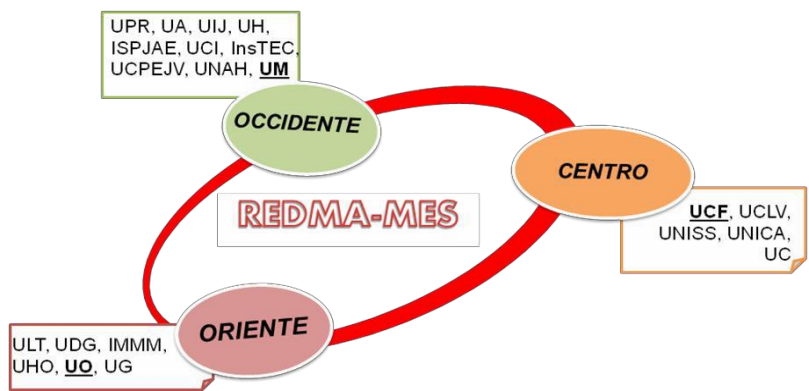 UPR, UA, UIJ, UH,
ISPJAE, UCI, InsTEC,
UCPEJV, UNAH, UM
OCCIDENTE
CENTRO
REDMA-MES
UCF, UCLV,
UNISS, UNICA,
UC
ORIENTE
ULT, UDG, IMMM,
UHO, UO, UG